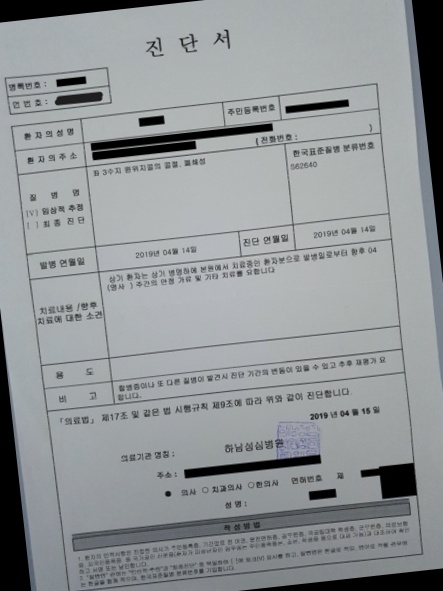 진 단 서
병록번호 :
연 번 호 :
환 자 의 성 명
주민등록번호
환 자 의 주 소
( 전화번호 : )
질 병 명
[V] 임상적 추정
[ ] 최 종 진 단
좌 3수지 원위지골의 골절, 폐쇄성
한국표준질병 분류번호
S62640
발병 연월일
2019년 04월 14일
진단 연월일
2019년 04월 14일
치료내용 /향후
치료에 대한 소견
상기 환자는 상기 병명하에 본원에서 치료중인 환자분으로 발병일로부터 향후 04
주간의 안정 가료 및 기타 치료를 요합니다
용 도
비 고
합병증이나 또 다른 질병이 발견시 진단 기간의 변동이 있을 수 있고 추후 재평가 요
합니다.
「의료법」 제17조 및 같은 법 시행규칙 제9조에 따라 위와 같이 진단합니다.
2019 년 04 월 15 일
의료기관 명칭 :
하남성심병원
주소 :
● 의사 ○ 치과의사 ○ 한의사 면허번호 제
성 명 :
작 성 방 법